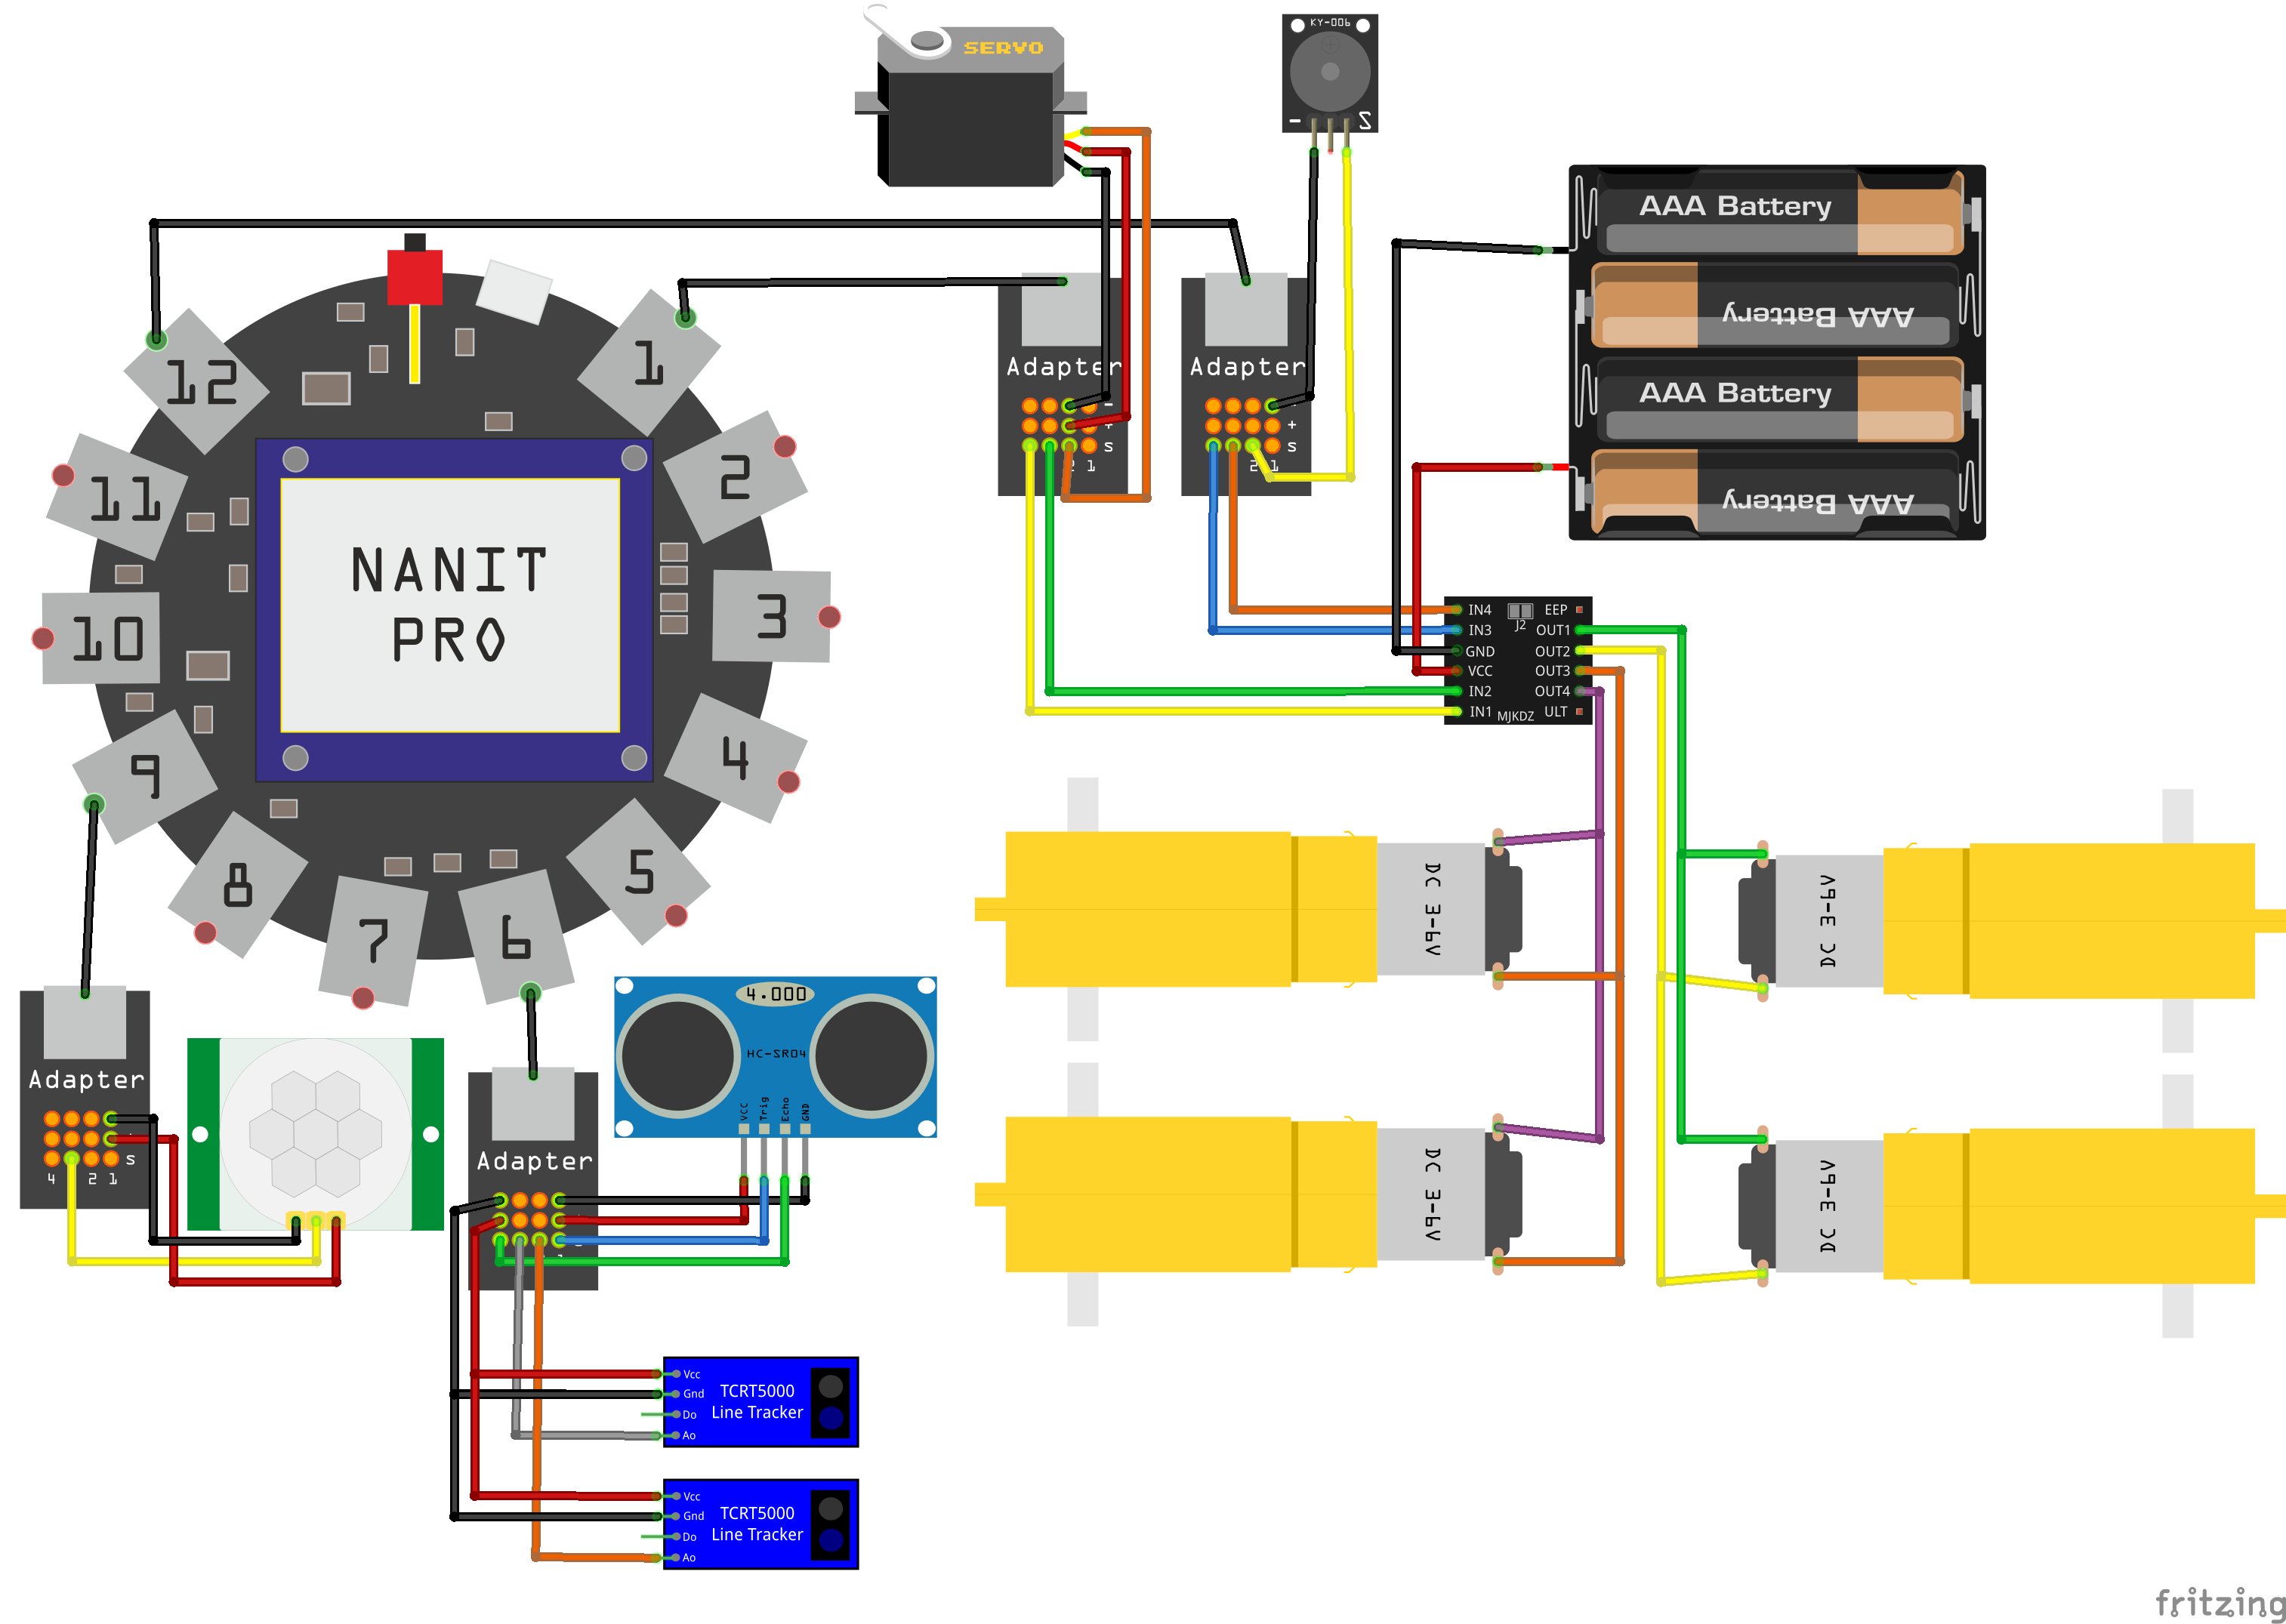 SERVO
KY-006
- S
AAA Battery
AAA Battery
AAA Battery
AAA Battery
12
1
11
2
10
3
9
4
8
5
7
6
NANIT
PRO
Adapter
-
+
S
2 1
Adapter
+
S
2 1
IN4
IN3
GND
VCC
IN2
IN1
J2
MJKDZ
EEP
OUT1
OUT2
OUT3
OUT4
ULT
DC 3-6V
DC 3-6V
DC 3-6V
DC 3-6V
Adapter
S
4 2 1
Adapter
4.000
HC-SR04
VCC
Trig
Echo
GND
Vcc
Gnd
Do
Ao
TCRT5000
Line Tracker
Vcc
Gnd
Do
Ao
TCRT5000
Line Tracker
fritzing